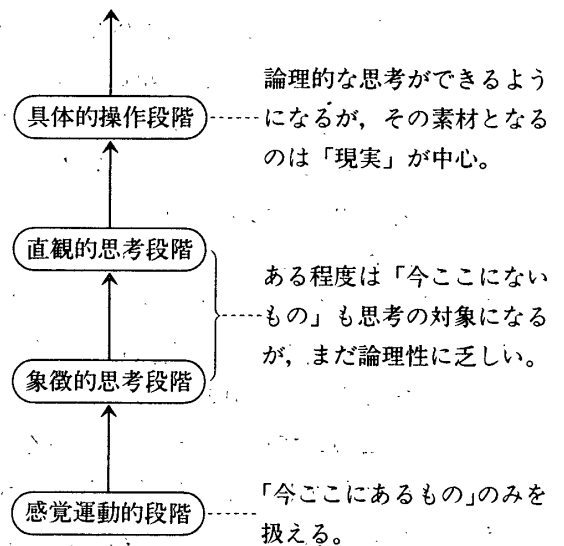 具体的操作段階
論理的な思考ができるよう
になるが，その素材となる
のは「現実」が中心。
直観的思考段階
ある程度は「今ここにない
もの」も思考の対象になる
が，まだ論理性に乏しい。
象徴的思考段階
感覚運動的段階
「今ここにあるもの」のみを
扱える。